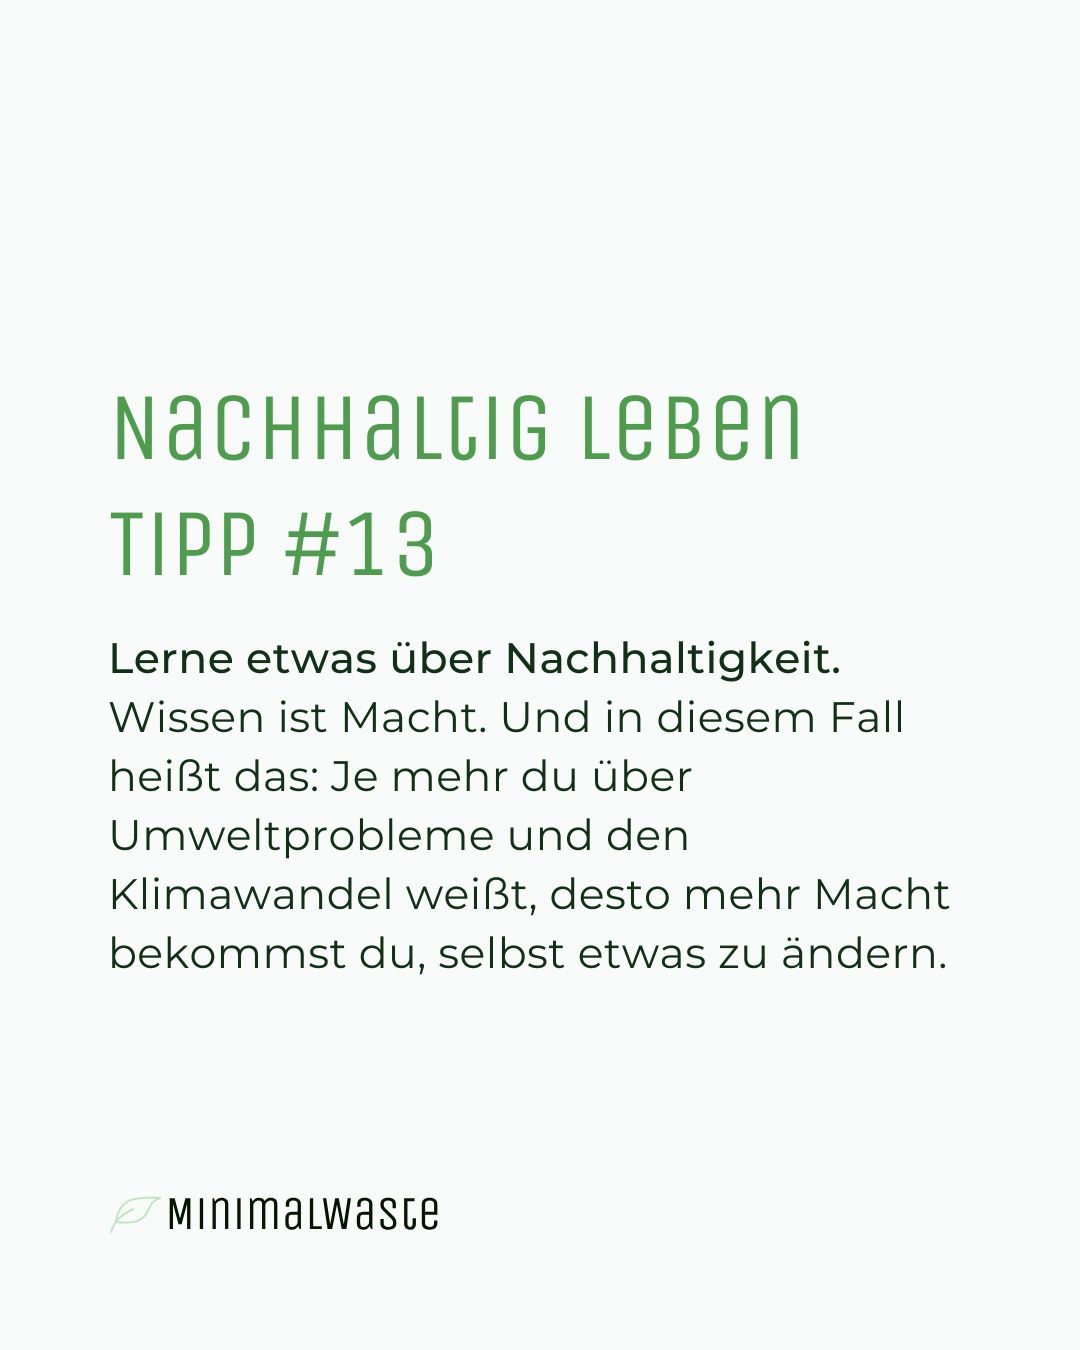 Nachhaltig leben
Tipp #13
Lerne etwas über Nachhaltigkeit.
Wissen ist Macht. Und in diesem Fall
heißt das: Je mehr du über
Umweltprobleme und den
Klimawandel weißt, desto mehr Macht
bekommst du, selbst etwas zu ändern.
Minimalwaste